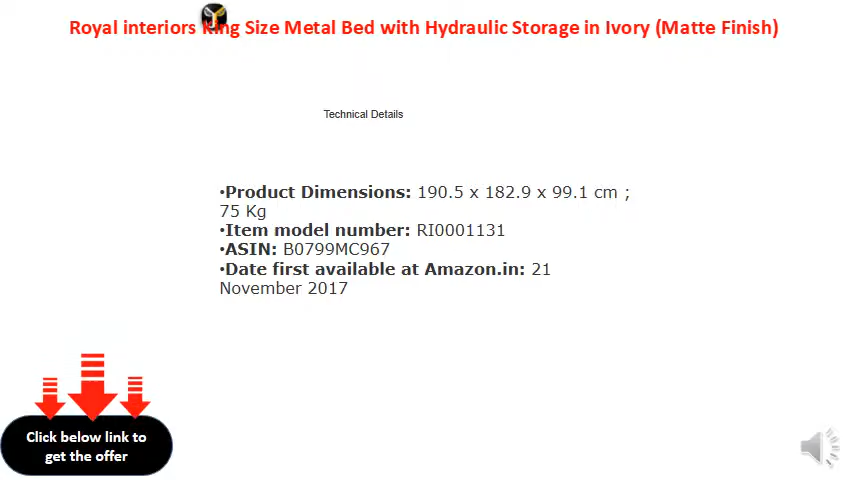 Royal interiors King Size Metal Bed with Hydraulic Storage in Ivory (Matte Finish)
Technical Details
•Product Dimensions: 190.5 x 182.9 x 99.1 cm ;
75 Kg
•Item model number: RI0001131
•ASIN: B0799MC967
•Date first available at Amazon.in: 21
November 2017
Click below link to
get the offer